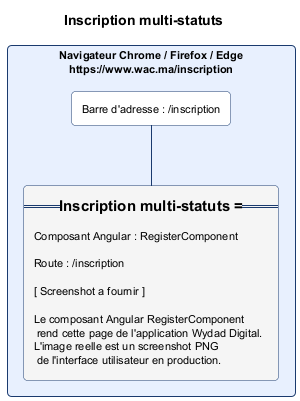 Inscription multi-statuts
Navigateur Chrome / Firefox / Edge
https://www.wac.ma/inscription
Barre d'adresse : /inscription
Inscription multi-statuts =
Composant Angular : RegisterComponent
Route : /inscription
[ Screenshot a fournir ]
Le composant Angular RegisterComponent
rend cette page de l'application Wydad Digital.
L'image reelle est un screenshot PNG
de l'interface utilisateur en production.